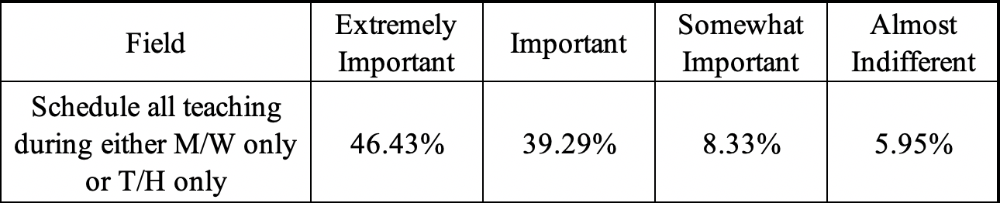 Field
Extremely
Important
Important
Somewhat
Important
Almost
Indifferent
Schedule all teaching
during either M/W only
or T/H only
46.43%
39.29%
8.33%
5.95%